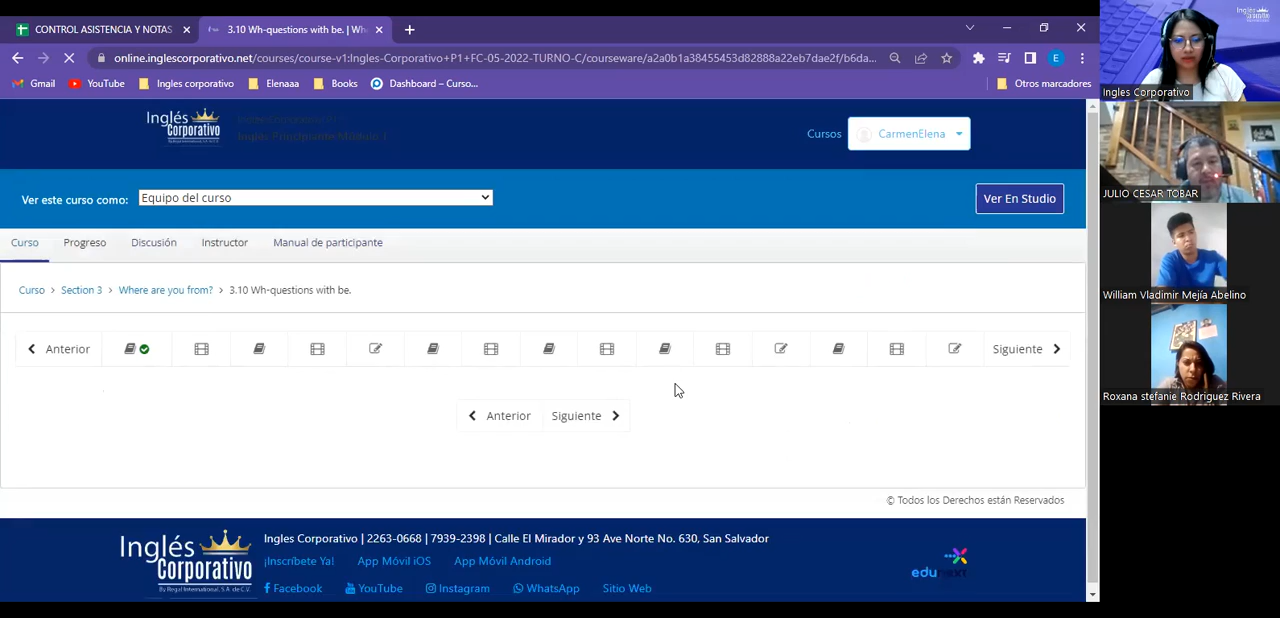 CONTROL ASISTENCIA Y NOTAS
3.10 Wh-questions with be. | Wh
online.inglescorporativo.net/courses/course-v1:Ingles-Corporativo+P1+FC-05-2022-TURNO-C/courseware/a2a0b1a38455453d82888a22eb7dae2f/b6da...
E
Gmail
YouTube
Ingles corporativo
Elenaaa
Books
Dashboard – Curso...
Otros marcadores
Inglés
Corporativo
Cursos
CarmenElena
Ver este curso como:
Equipo del curso
Ver En Studio
Curso
Progreso
Discusión
Instructor
Manual de participante
Curso > Section 3 > Where are you from? > 3.10 Wh-questions with be.
Anterior
Siguiente
Anterior
Siguiente
© Todos los Derechos están Reservados
Inglés
Corporativo
By Regal International, S.A. de C.V.
Ingles Corporativo | 2263-0668 | 7939-2398 | Calle El Mirador y 93 Ave Norte No. 630, San Salvador
¡Inscríbete Ya!
App Móvil iOS
App Móvil Android
Facebook
YouTube
Instagram
WhatsApp
Sitio Web
Ingles Corporativo
JULIO CESAR TOBAR
William Vladimir Mejía Abelino
Roxana stefanie Rodriguez Rivera